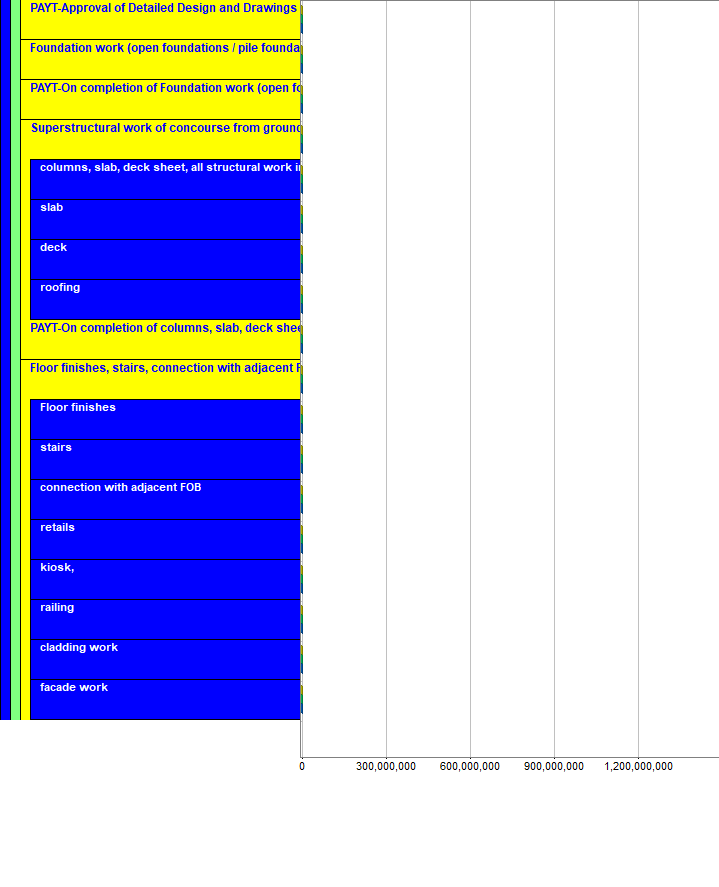 PAYT-Approval of Detailed Design and Drawings
Foundation work (open foundations / pile founda
PAYT-On completion of Foundation work (open fo
Superstructural work of concourse from ground
columns, slab, deck sheet, all structural work i
slab
deck
roofing
PAYT-On completion of columns, slab, deck shee
Floor finishes, stairs, connection with adjacent F
Floor finishes
stairs
connection with adjacent FOB
retails
kiosk,
railing
cladding work
facade work
0 300,000,000 600,000,000 900,000,000 1,200,000,000